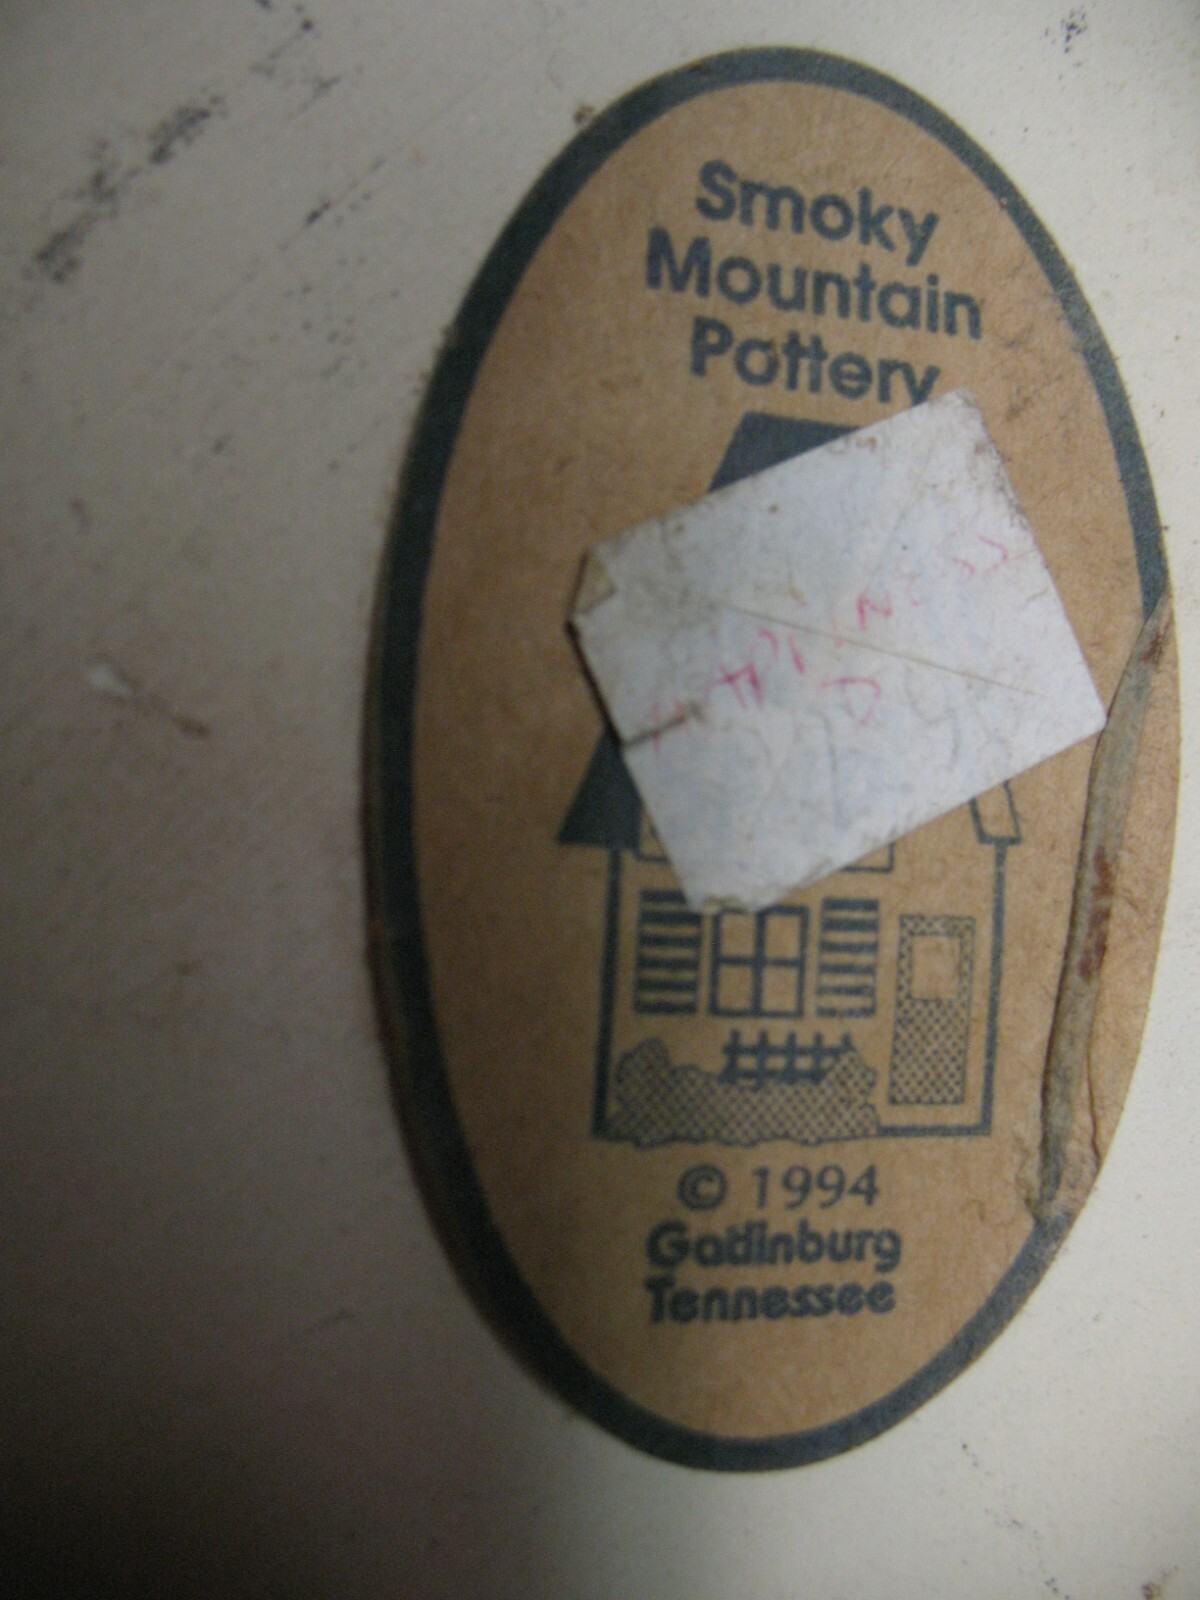 Smoky
Mountain
Pottery
© 1994
Gatlinburg
Tennessee